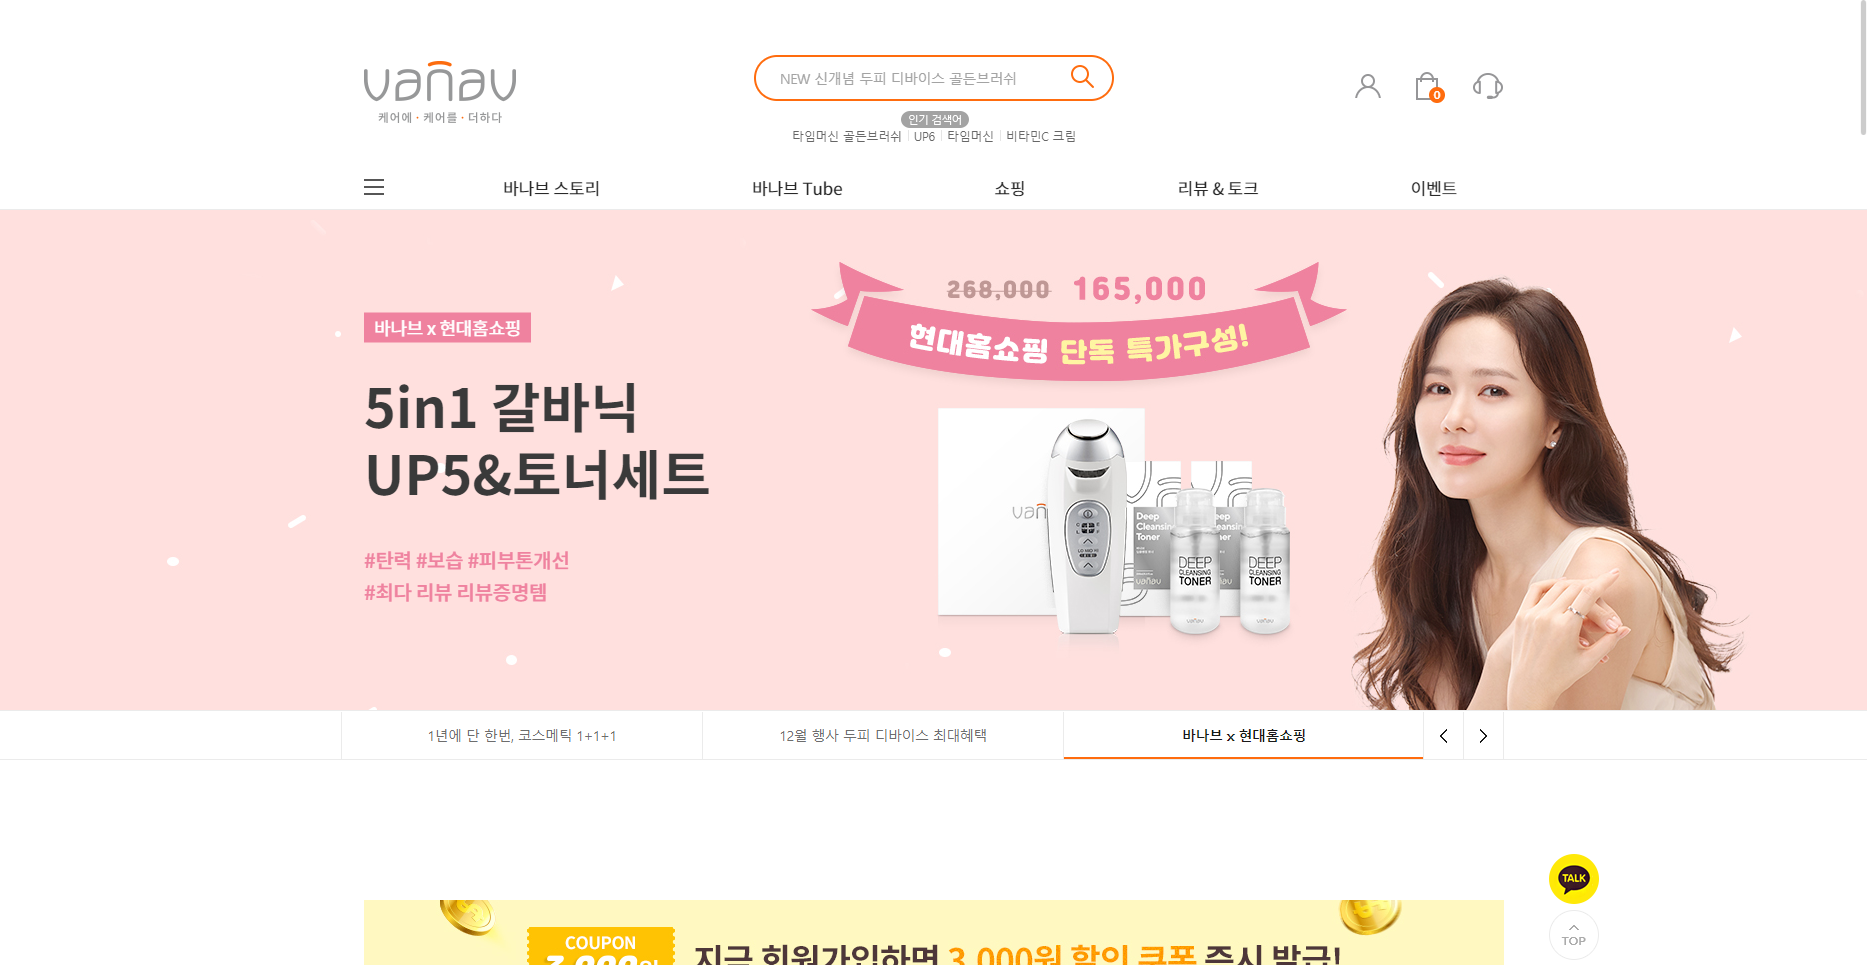 vanav
케어에 · 케어를 · 더하다
NEW 신개념 두피 디바이스 골든브러쉬
인기 검색어
타임머신 골든브러쉬 UP6 타임머신 비타민C 크림
0
바나브 스토리
바나브 Tube
쇼핑
리뷰 & 토크
이벤트
바나브 x 현대홈쇼핑
5in1 갈바닉
UP5&토너세트
#탄력 #보습 #피부톤개선
#최다 리뷰 리뷰증명템
268,000 165,000
현대홈쇼핑 단독 특가구성!
Deep
Cleansing
Toner
vanav
DEEP
CLEANSING
TONER
vanav
DEEP
CLEANSING
TONER
vanav
1년에 단 한번, 코스메틱 1+1+1
12월 행사 두피 디바이스 최대혜택
바나브 x 현대홈쇼핑
TALK
TOP
COUPON
3,000원
지금 회원가입하면 3,000원 할인 쿠폰 즉시 발급!